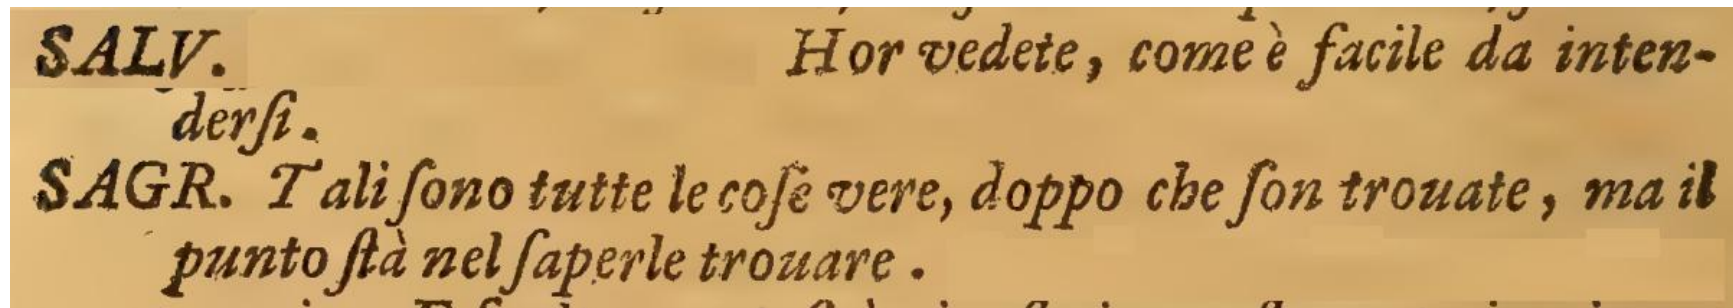 SALV. Hor vedete, come è facile da inten-
derſi.
SAGR. Tali ſono tutte le coſe vere, doppo che ſon trouate, ma il
punto ſtà nel ſaperle trouare.